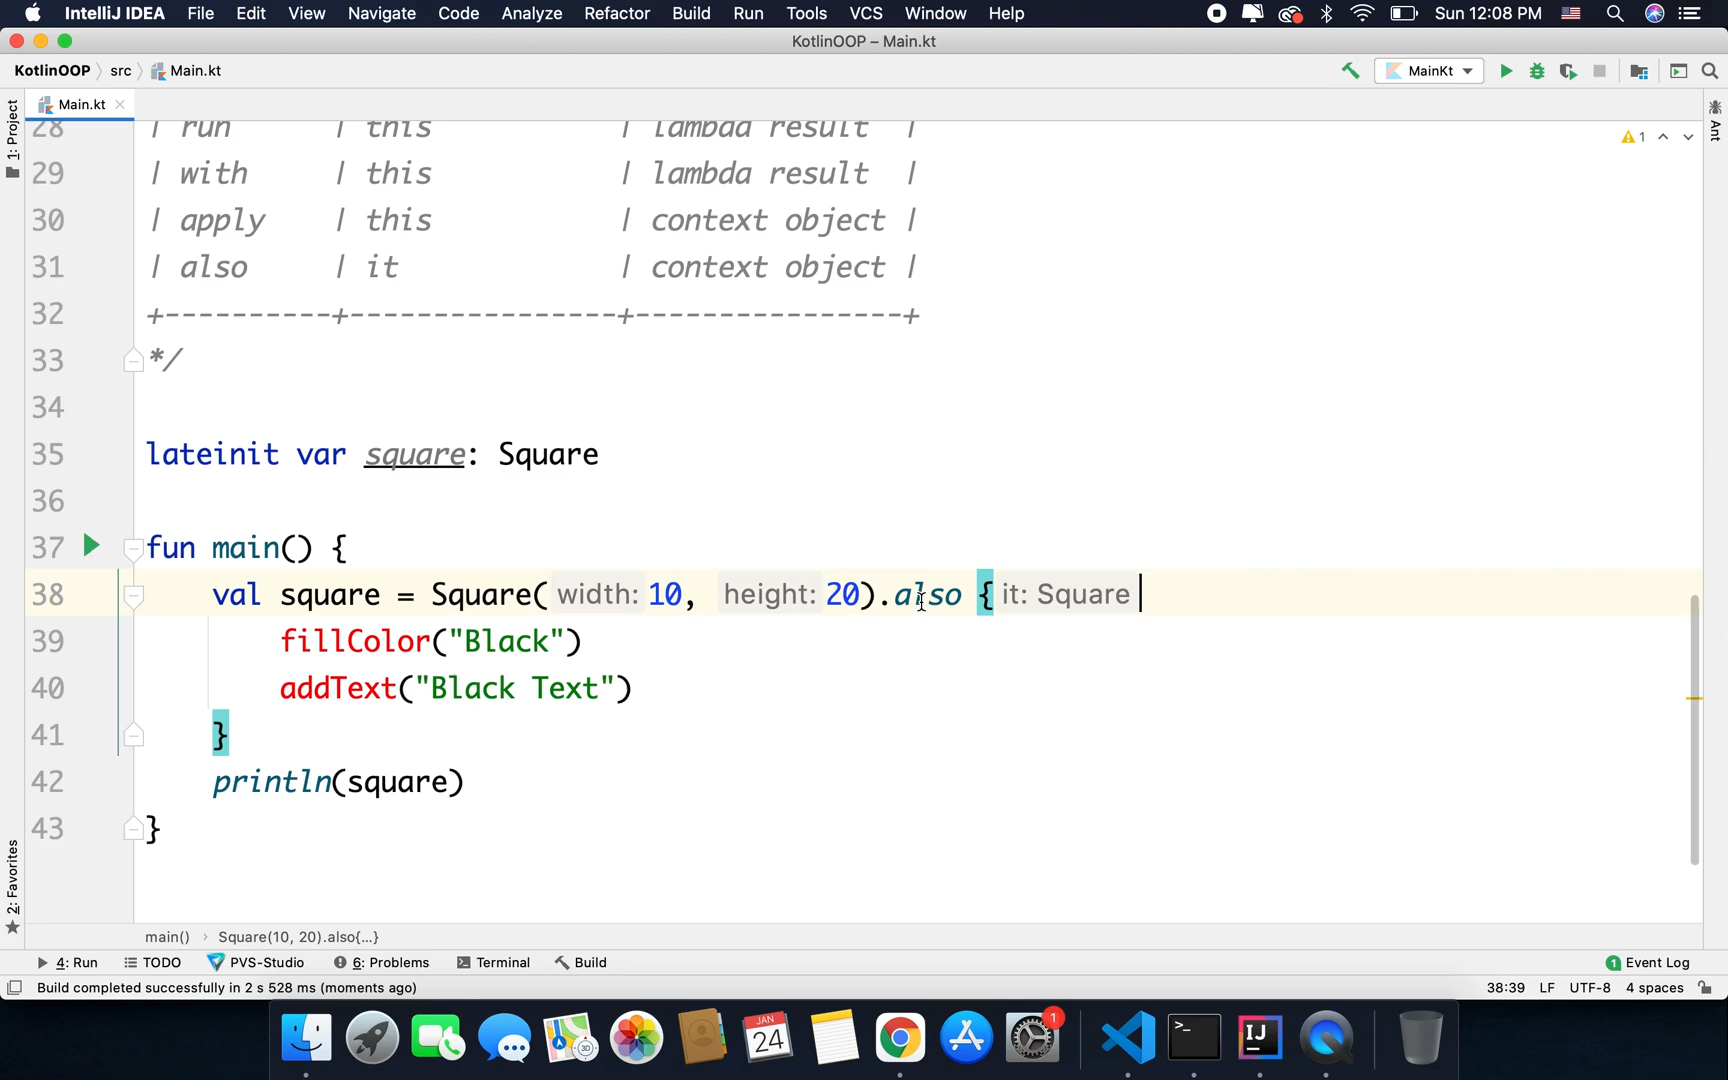 IntelliJ IDEA File Edit View Navigate Code Analyze Refactor Build Run Tools VCS Window Help Sun 12:08 PM
KotlinOOP – Main.kt
KotlinOOP src Main.kt MainKt
Main.kt
1: Project
Ant
28 | run | this | lambda result |
1
29 | with | this | lambda result |
30 | apply | this | context object |
31 | also | it | context object |
32 +----------+----------------+---------------+
33 */
34
35 lateinit var square: Square
36
37 fun main() {
38 val square = Square( width: 10, height: 20).also { it: Square
39 fillColor("Black")
40 addText("Black Text")
41 }
42 println(square)
43 }
2: Favorites
main() › Square(10, 20).also{...}
4: Run TODO PVS-Studio 6: Problems Terminal Build 1 Event Log
Build completed successfully in 2 s 528 ms (moments ago) 38:39 LF UTF-8 4 spaces
JAN
24
3D
1
>_
IJ